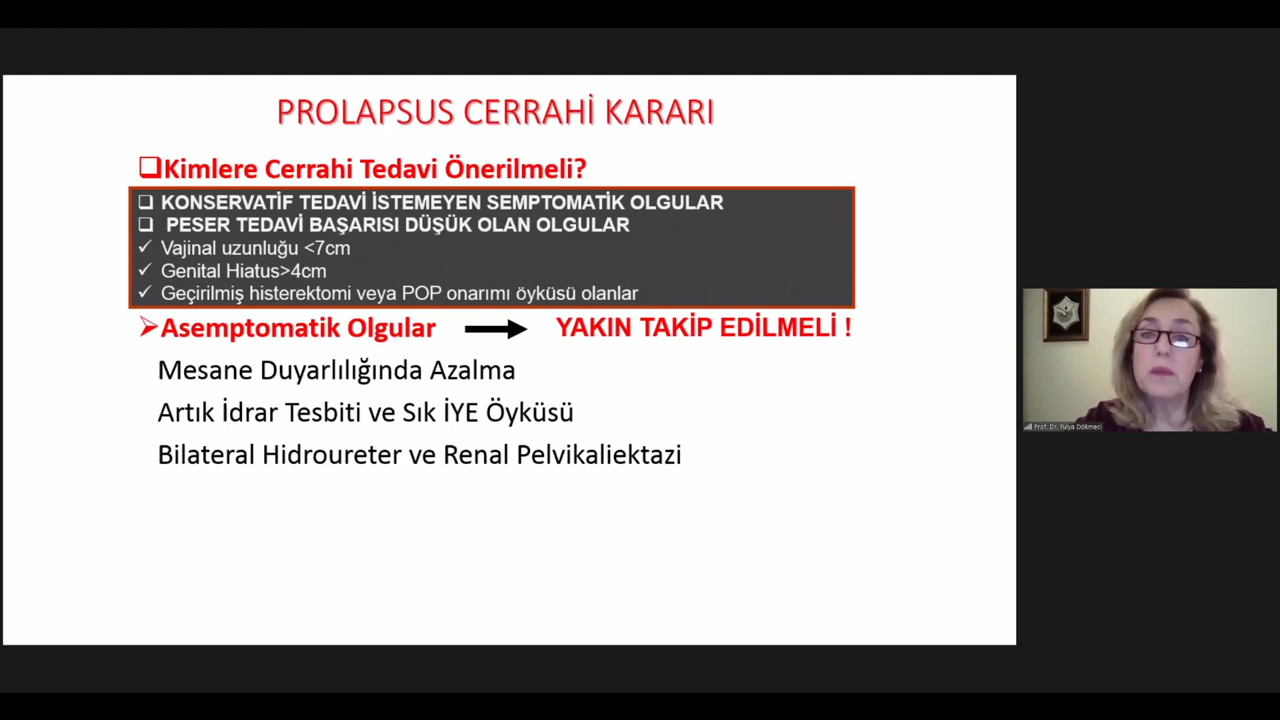 PROLAPSUS CERRAHİ KARARI
❑Kimlere Cerrahi Tedavi Önerilmeli?
❑ KONSERVATİF TEDAVİ İSTEMEYEN SEMPTOMATİK OLGULAR
❑ PESER TEDAVİ BAŞARISI DÜŞÜK OLAN OLGULAR
✓ Vajinal uzunluğu <7cm
✓ Genital Hiatus>4cm
✓ Geçirilmiş histerektomi veya POP onarımı öyküsü olanlar
➢Asemptomatik Olgular → YAKIN TAKİP EDİLMELİ !
Mesane Duyarlılığında Azalma
Artık İdrar Tesbiti ve Sık İYE Öyküsü
Bilateral Hidroureter ve Renal Pelvikaliektazi
Prof. Dr. Fulya Dökmeci